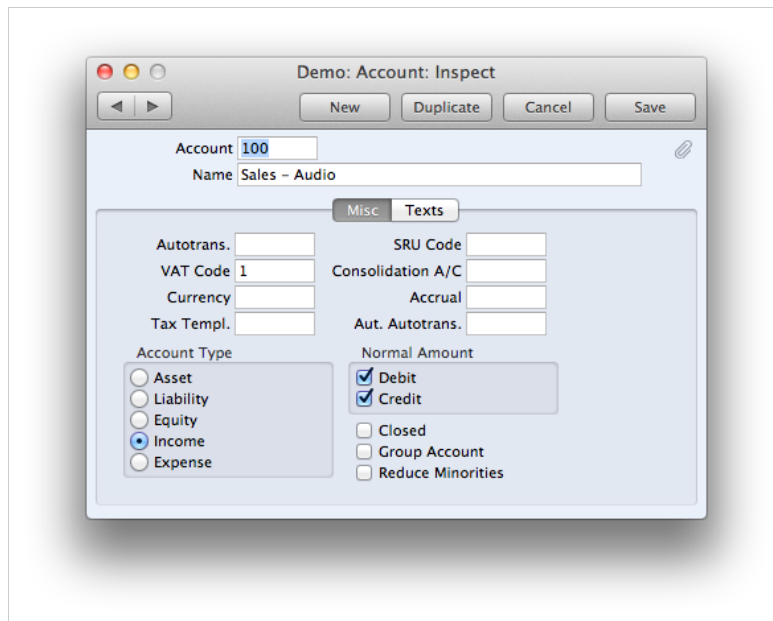 Demo: Account: Inspect
New Duplicate Cancel Save
Account 100
Name Sales – Audio
Misc Texts
Autotrans. SRU Code
VAT Code 1 Consolidation A/C
Currency Accrual
Tax Templ. Aut. Autotrans.
Account Type Normal Amount
Asset Debit
Liability Credit
Equity Closed
Income Group Account
Expense Reduce Minorities